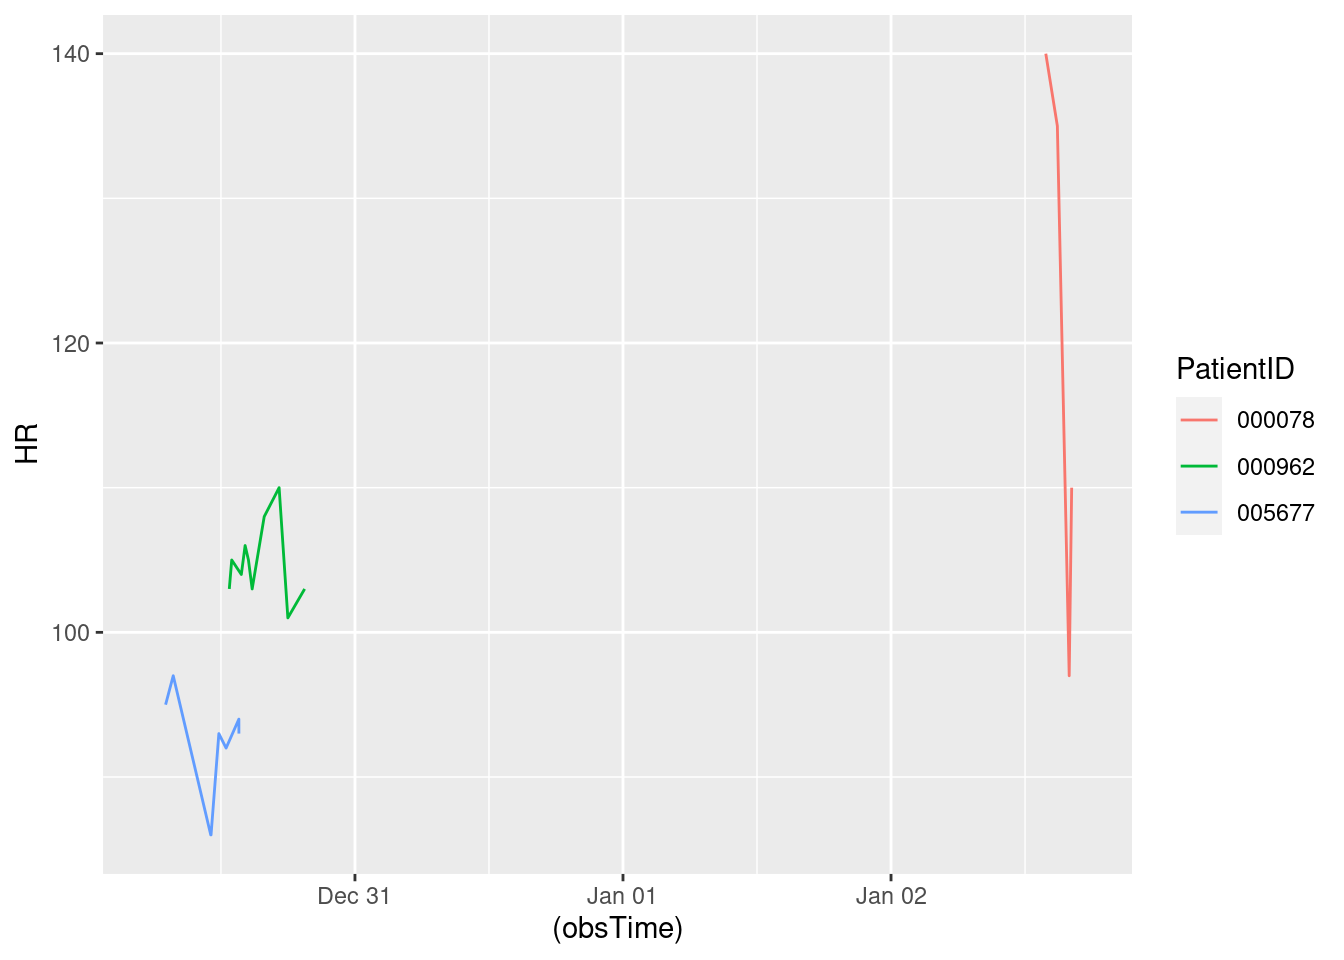 140
120
100
HR
Dec 31
Jan 01
Jan 02
(obsTime)
PatientID
000078
000962
005677